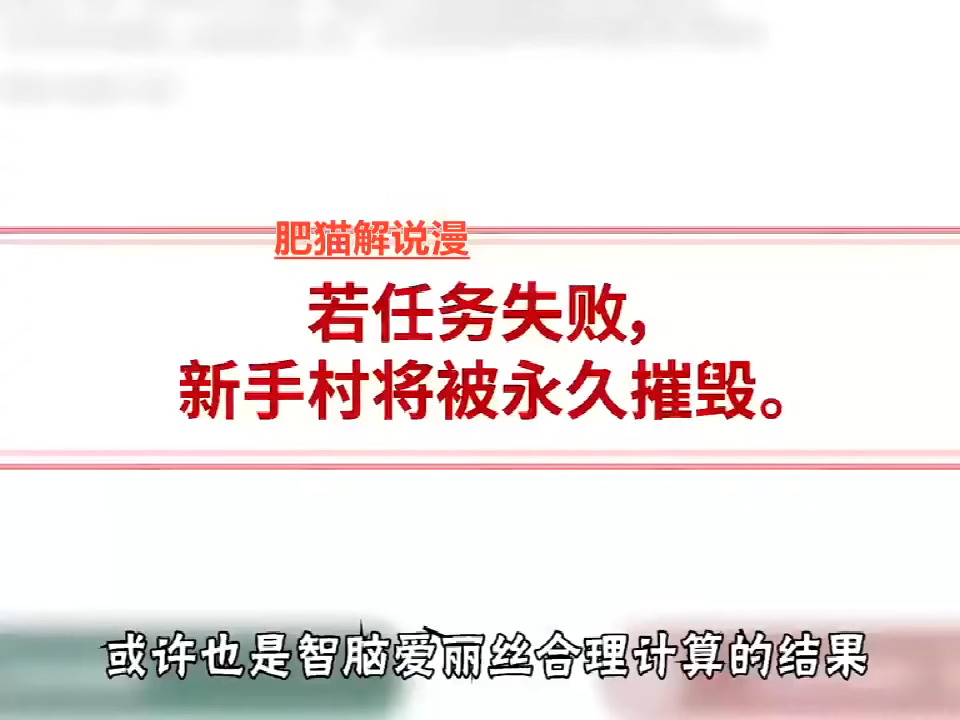 肥猫解说漫
若任务失败,
新手村将被永久摧毁。
或许也是智脑爱丽丝合理计算的结果